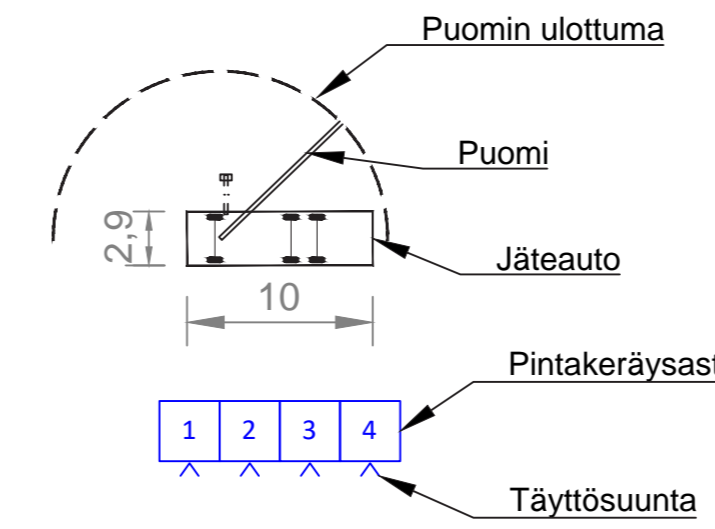 Puomin ulottuma
Puomi
2,9
Jäteauto
10
Pintakeräysast
1 2 3 4
Täyttösuunta